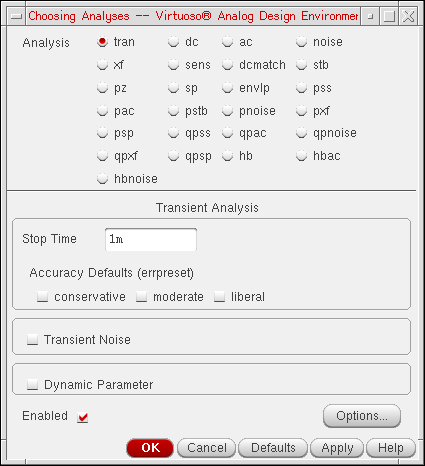 Choosing Analyses -- Virtuoso® Analog Design Environmer
Analysis tran dc ac noise
xf sens dcmatch stb
pz sp envlp pss
pac pstb pnoise pxf
psp qpss qpac qpnoise
qpxf qpsp hb hbac
hbnoise
Transient Analysis
Stop Time 1m
Accuracy Defaults (errpreset)
conservative moderate liberal
Transient Noise
Dynamic Parameter
Enabled Options...
OK Cancel Defaults Apply Help